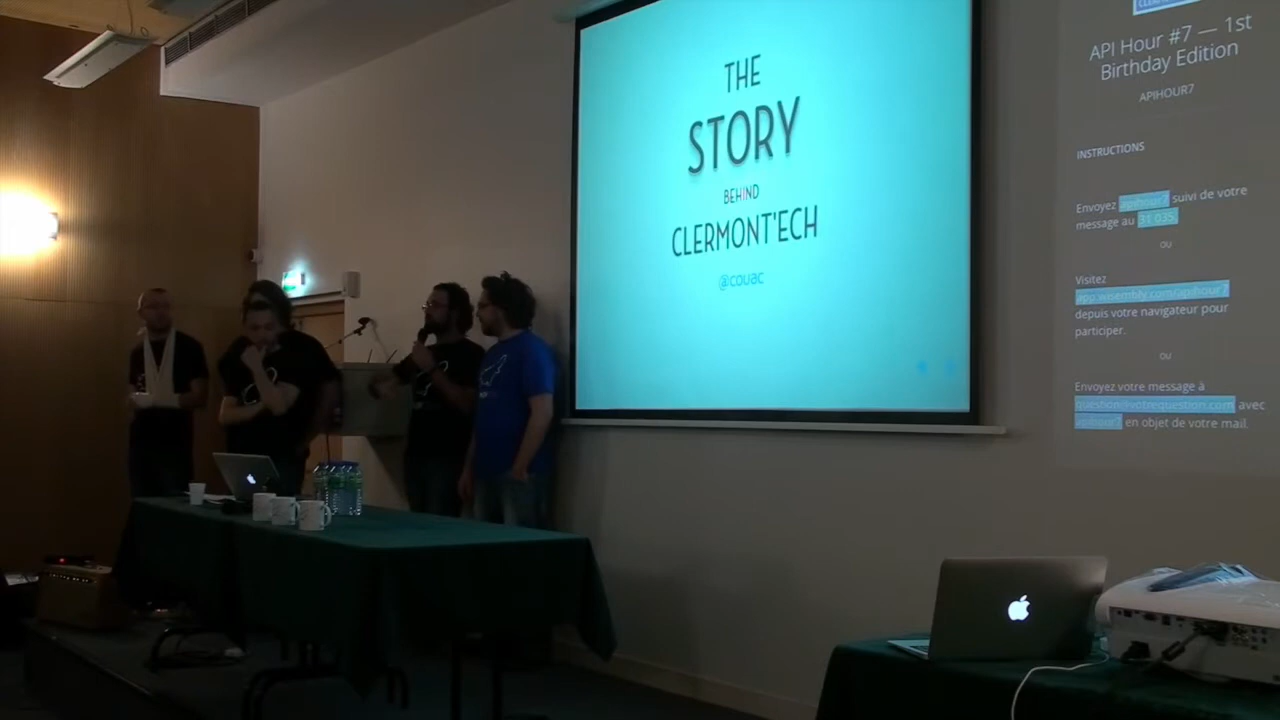 THE
STORY
BEHIND
CLERMONT'ECH
@couac
API Hour #7 — 1st
Birthday Edition
APIHOUR7
INSTRUCTIONS
Envoyez apihour7 suivi de votre
message au 31 035
ou
Visitez
app.wisembly.com/apihour7
depuis votre navigateur pour
participer.
ou
Envoyez votre message à
question@votrequestion.com avec
apihour7 en objet de votre mail.